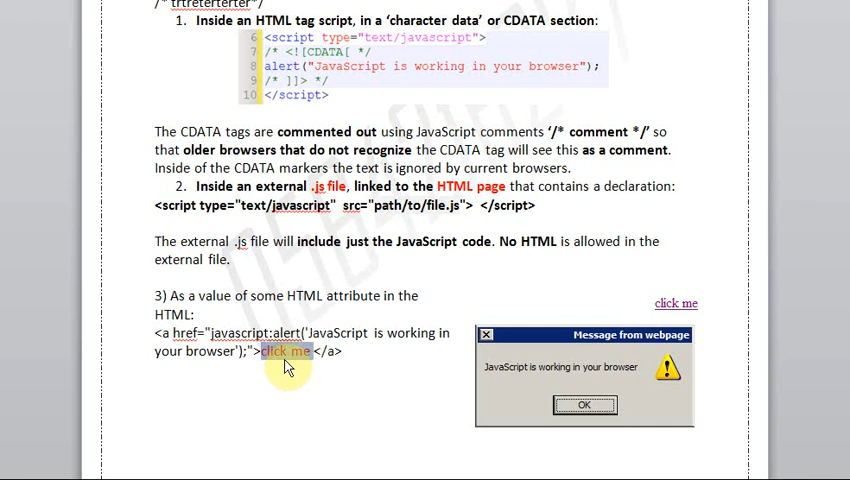 /* trtreterterter*/
1. Inside an HTML tag script, in a ‘character data’ or CDATA section:
6 <script type="text/javascript">
7 /* <![CDATA[ */
8 alert("JavaScript is working in your browser");
9 /* ]]> */
10 </script>
The CDATA tags are commented out using JavaScript comments ‘/* comment */’ so
that older browsers that do not recognize the CDATA tag will see this as a comment.
Inside of the CDATA markers the text is ignored by current browsers.
2. Inside an external .js file, linked to the HTML page that contains a declaration:
<script type="text/javascript" src="path/to/file.js"> </script>
The external .js file will include just the JavaScript code. No HTML is allowed in the
external file.
3) As a value of some HTML attribute in the
HTML:
<a href="javascript:alert('JavaScript is working in
your browser');">click me </a>
click me
Message from webpage
JavaScript is working in your browser
OK